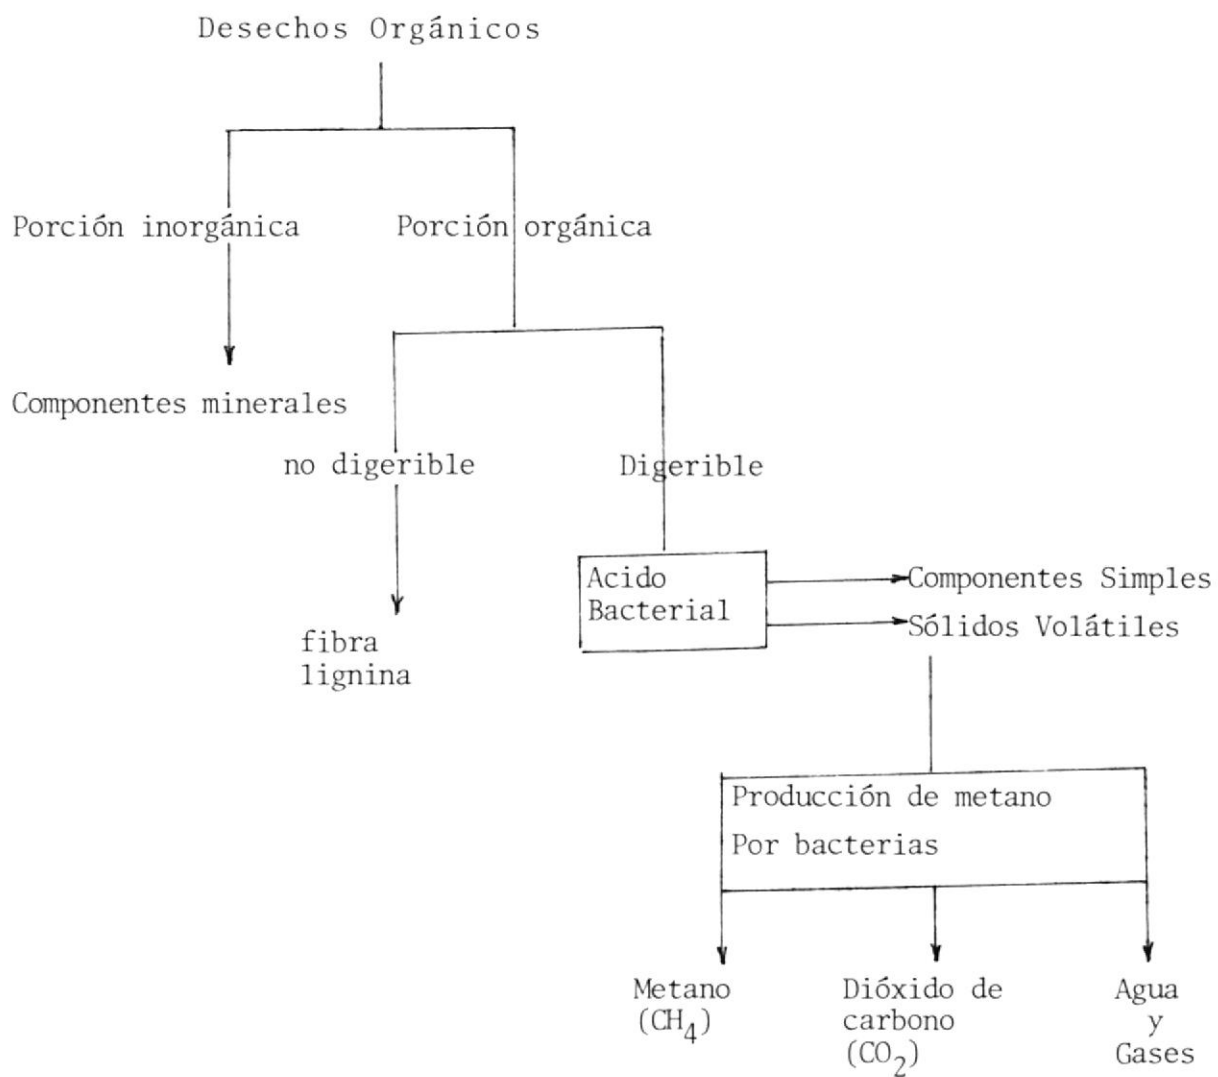 Desechos Orgánicos
Porción inorgánica
Porción orgánica
Componentes minerales
no digerible
Digerible
fibra
lignina
Acido
Bacterial
Componentes Simples
Sólidos Volátiles
Producción de metano
Por bacterias
Metano
(CH₄)
Dióxido de
carbono
(CO₂)
Agua
y
Gases